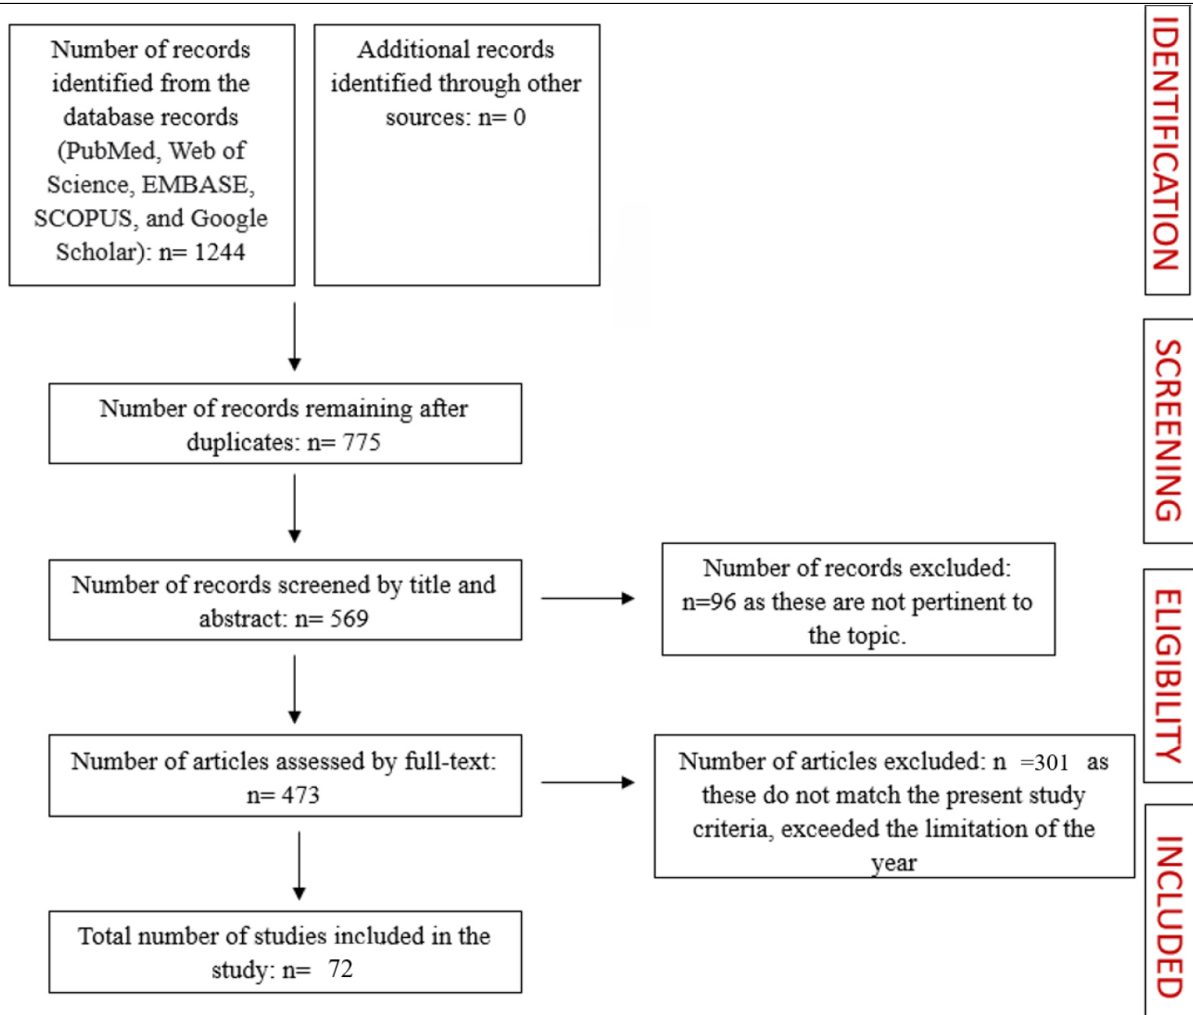 Number of records
identified from the
database records
(PubMed, Web of
Science, EMBASE,
SCOPUS, and Google
Scholar): n= 1244
Additional records
identified through other
sources: n= 0
IDENTIFICATION
Number of records remaining after
duplicates: n= 775
SCREENING
Number of records screened by title and
abstract: n= 569
Number of records excluded:
n=96 as these are not pertinent to
the topic.
ELIGIBILITY
Number of articles assessed by full-text:
n= 473
Number of articles excluded: n =301 as
these do not match the present study
criteria, exceeded the limitation of the
year
INCLUDED
Total number of studies included in the
study: n= 72